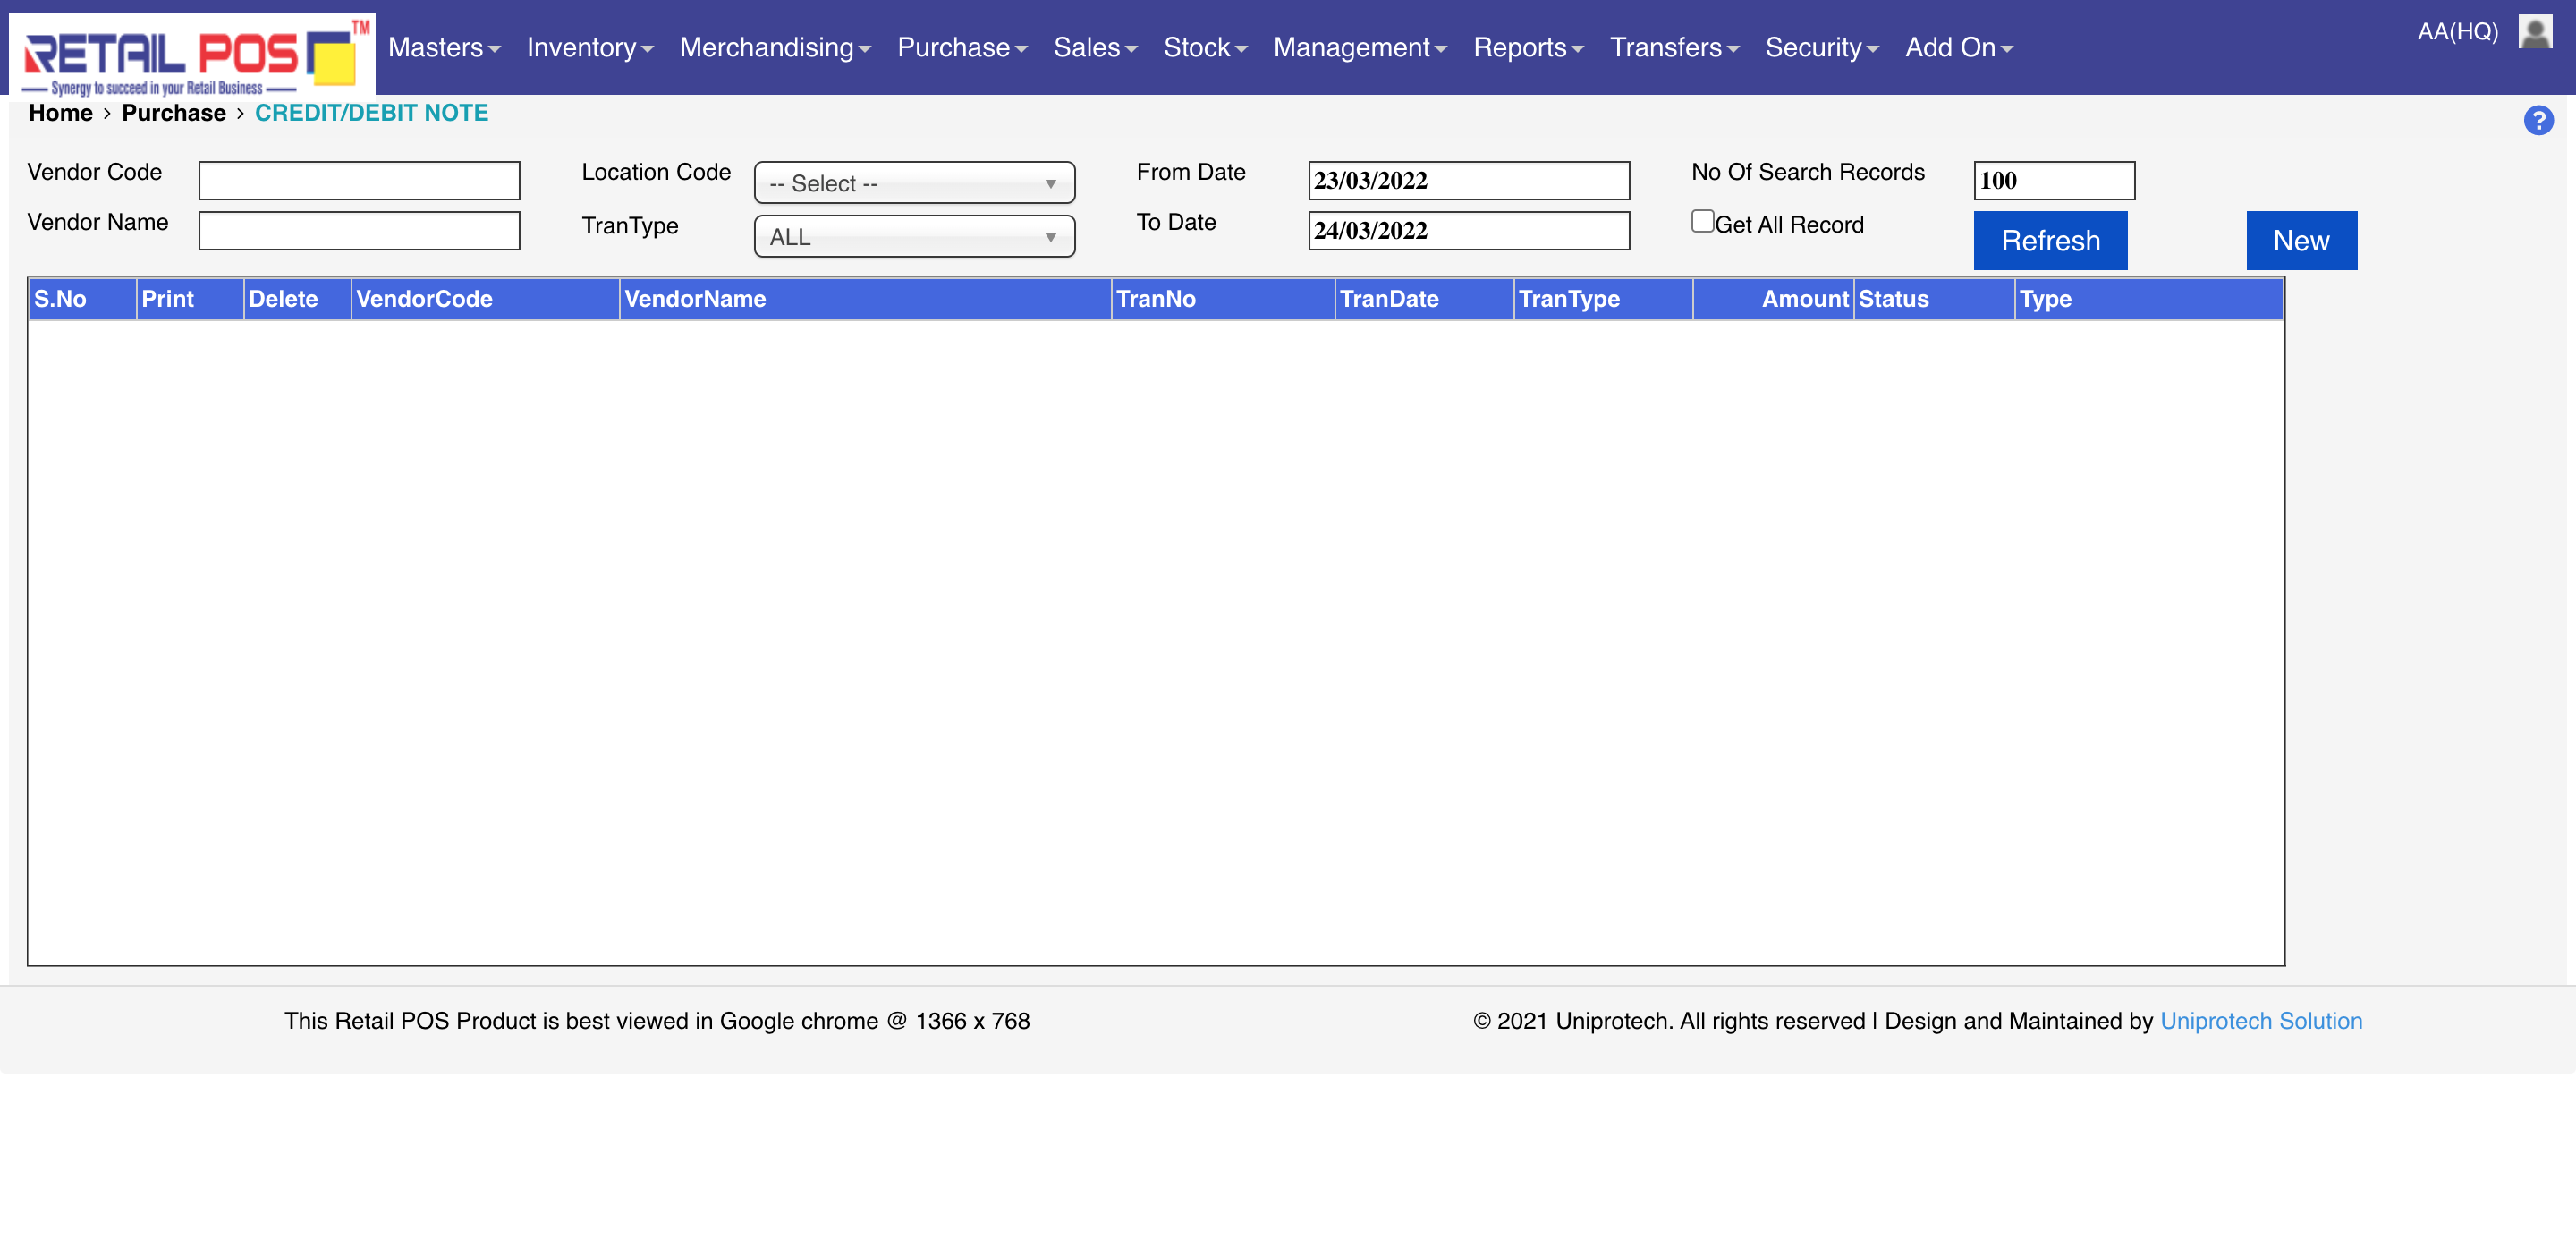 RETAIL POS TM
Synergy to succeed in your Retail Business
Masters Inventory Merchandising Purchase Sales Stock Management Reports Transfers Security Add On
AA(HQ)
Home > Purchase > CREDIT/DEBIT NOTE
?
Vendor Code
Location Code -- Select --
From Date 23/03/2022
No Of Search Records 100
Vendor Name
TranType ALL
To Date 24/03/2022
Get All Record
Refresh
New
S.No Print Delete VendorCode VendorName TranNo TranDate TranType Amount Status Type
This Retail POS Product is best viewed in Google chrome @ 1366 x 768
© 2021 Uniprotech. All rights reserved | Design and Maintained by Uniprotech Solution